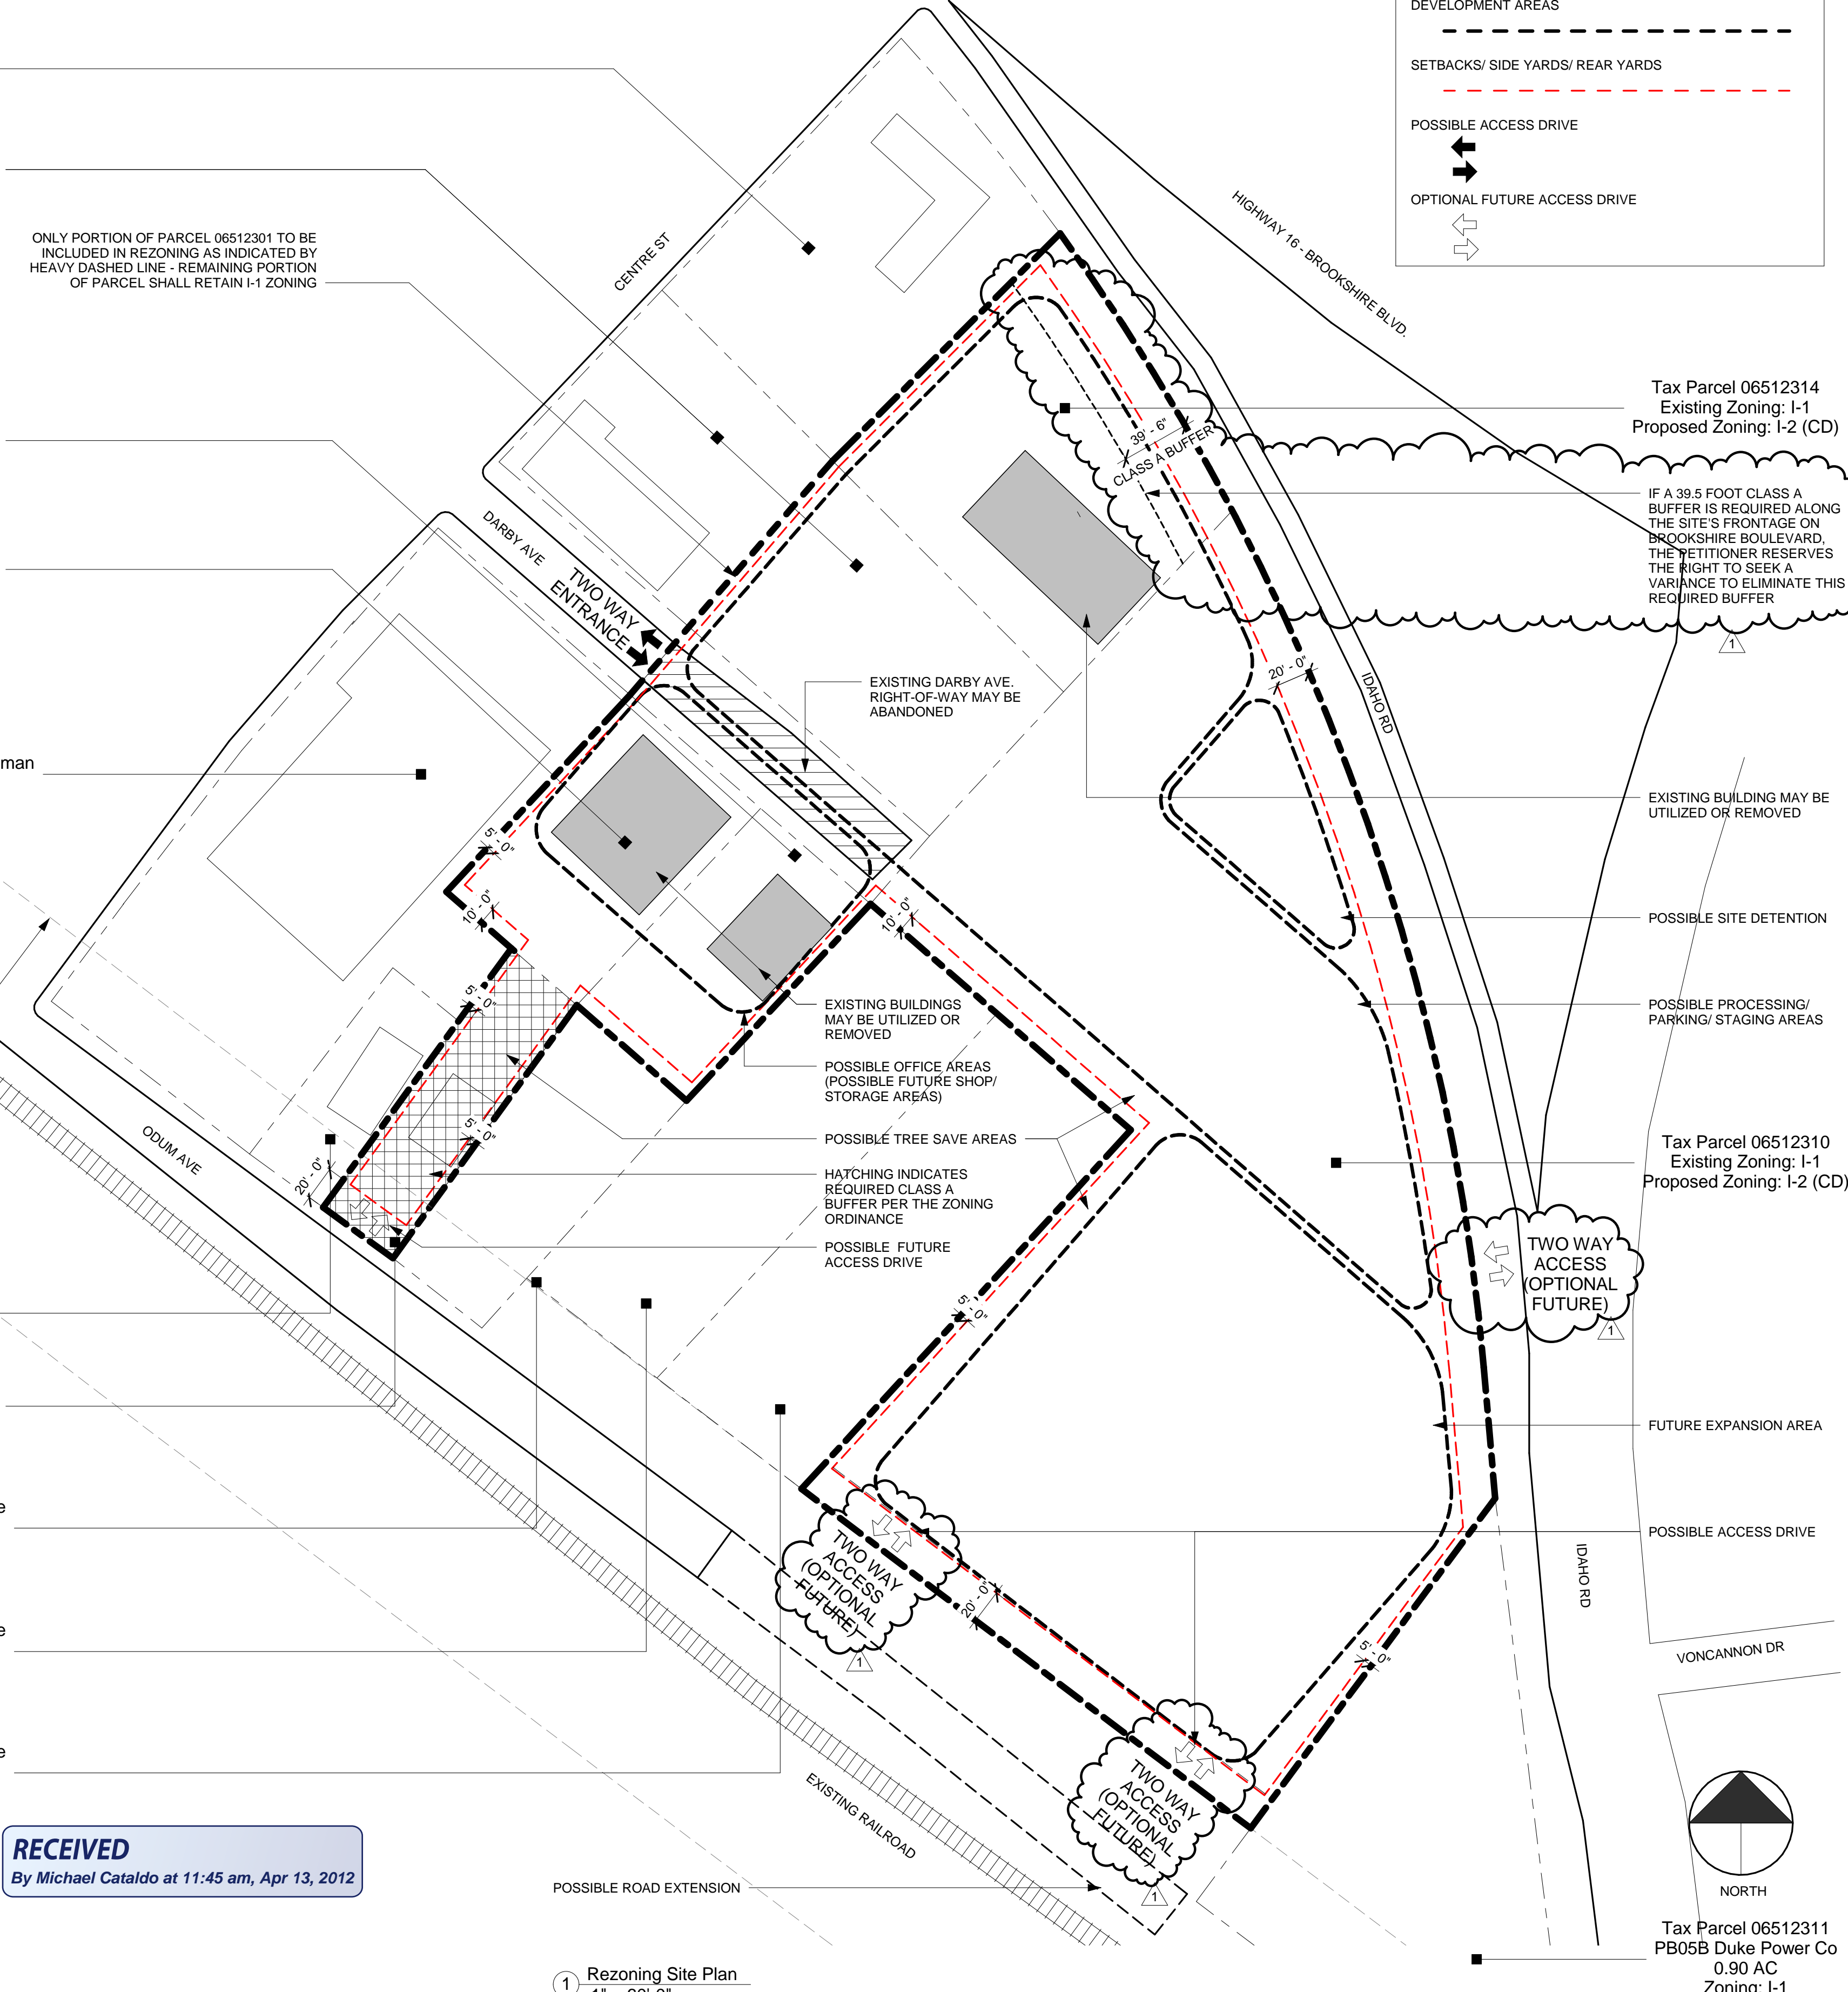 DEVELOPMENT AREAS
SETBACKS/ SIDE YARDS/ REAR YARDS
POSSIBLE ACCESS DRIVE
OPTIONAL FUTURE ACCESS DRIVE
ONLY PORTION OF PARCEL 06512301 TO BE
INCLUDED IN REZONING AS INDICATED BY
HEAVY DASHED LINE - REMAINING PORTION
OF PARCEL SHALL RETAIN I-1 ZONING
CENTRE ST
HIGHWAY 16 - BROOKSHIRE BLVD.
Tax Parcel 06512314
Existing Zoning: I-1
Proposed Zoning: I-2 (CD)
39' - 6"
CLASS A BUFFER
IF A 39.5 FOOT CLASS A
BUFFER IS REQUIRED ALONG
THE SITE'S FRONTAGE ON
BROOKSHIRE BOULEVARD,
THE PETITIONER RESERVES
THE RIGHT TO SEEK A
VARIANCE TO ELIMINATE THIS
REQUIRED BUFFER
1
DARBY AVE
TWO WAY
ENTRANCE
EXISTING DARBY AVE.
RIGHT-OF-WAY MAY BE
ABANDONED
20' - 0"
IDAHO RD
man
EXISTING BUILDING MAY BE
UTILIZED OR REMOVED
5' - 0"
10' - 0"
10' - 0"
POSSIBLE SITE DETENTION
5' - 0"
EXISTING BUILDINGS
MAY BE UTILIZED OR
REMOVED
POSSIBLE PROCESSING/
PARKING/ STAGING AREAS
POSSIBLE OFFICE AREAS
(POSSIBLE FUTURE SHOP/
STORAGE AREAS)
5' - 0"
POSSIBLE TREE SAVE AREAS
ODUM AVE
20' - 0"
HATCHING INDICATES
REQUIRED CLASS A
BUFFER PER THE ZONING
ORDINANCE
Tax Parcel 06512310
Existing Zoning: I-1
Proposed Zoning: I-2 (CD)
POSSIBLE FUTURE
ACCESS DRIVE
TWO WAY
ACCESS
(OPTIONAL
FUTURE)
1
5' - 0"
FUTURE EXPANSION AREA
e
POSSIBLE ACCESS DRIVE
TWO WAY
ACCESS
(OPTIONAL
FUTURE)
1
20' - 0"
IDAHO RD
e
5' - 0"
VONCANNON DR
e
TWO WAY
ACCESS
(OPTIONAL
FUTURE)
1
EXISTING RAILROAD
RECEIVED
By Michael Cataldo at 11:45 am, Apr 13, 2012
POSSIBLE ROAD EXTENSION
NORTH
Tax Parcel 06512311
PB05B Duke Power Co
0.90 AC
Zoning: I-1
1
Rezoning Site Plan